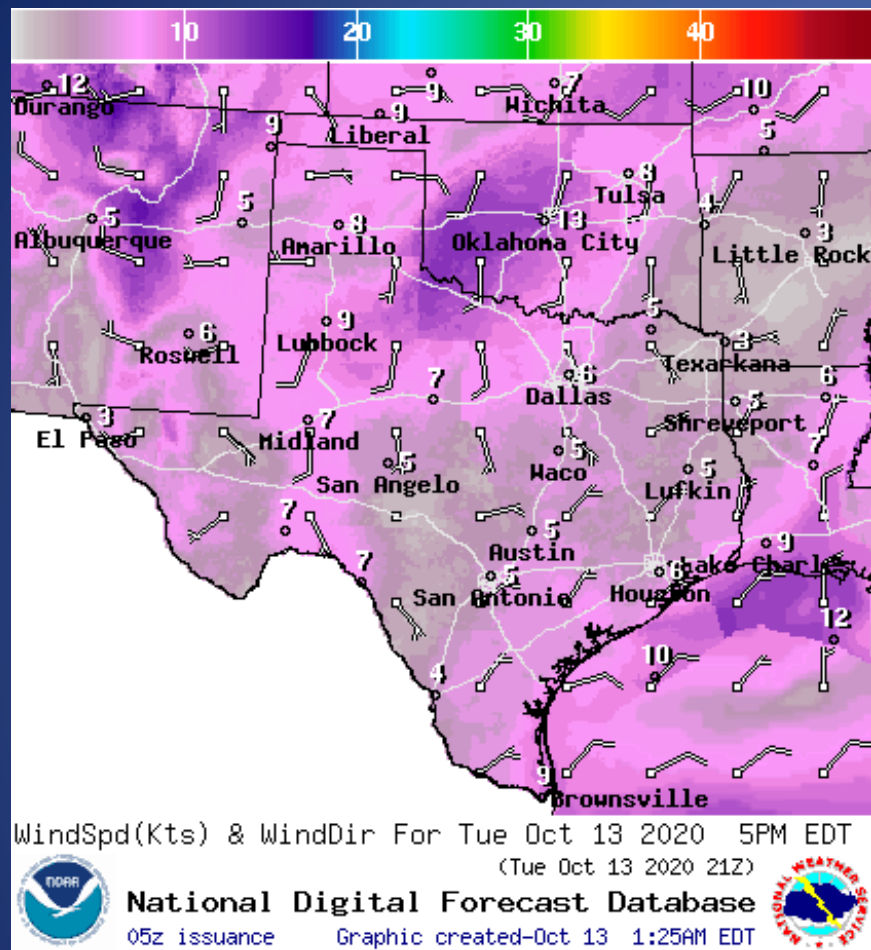 10 20 30 40
12 9 7 10
Durango Wichita
9 9 5
Liberal
8
Tulsa
5 5 8 13 4 3
Albuquerque Amarillo Oklahoma City Little Rock
6 9 5 3
Roswell Lubbock Texarkana
7 6 5 6
Dallas
3 7 Shreveport
El Paso Midland 5 5 5 7
San Angelo Waco Lufkin
7 5 9
Austin
7 5 6 Lake Charles
San Antonio Houston
12
4 10
9
Brownsville
WindSpd(Kts) & WindDir For Tue Oct 13 2020 5PM EDT
(Tue Oct 13 2020 21Z)
NOAA
National Digital Forecast Database
05z issuance Graphic created-Oct 13 1:25AM EDT
NATIONAL WEATHER SERVICE